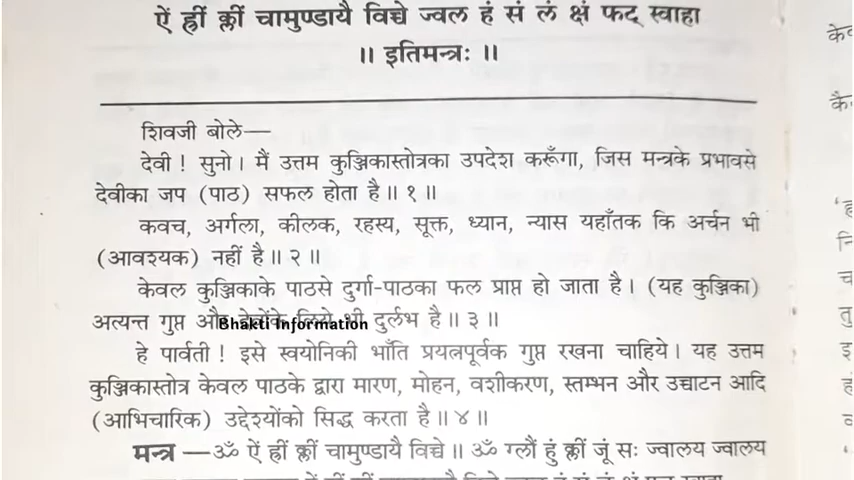 ऐं ह्रीं क्लीं चामुण्डायै विच्चे ज्वल हं सं लं क्षं फट् स्वाहा
॥ इतिमन्त्रः ॥
शिवजी बोले—
देवी ! सुनो। मैं उत्तम कुञ्जिकास्तोत्रका उपदेश करूँगा, जिस मन्त्रके प्रभावसे
देवीका जप (पाठ) सफल होता है॥ १॥
कवच, अर्गला, कीलक, रहस्य, सूक्त, ध्यान, न्यास यहाँतक कि अर्चन भी
(आवश्यक) नहीं है॥ २॥
केवल कुञ्जिकाके पाठसे दुर्गा-पाठका फल प्राप्त हो जाता है। (यह कुञ्जिका)
अत्यन्त गुप्त और देवोंके लिये भी दुर्लभ है॥ ३॥
Bhakti Information
हे पार्वती ! इसे स्वयोनिकी भाँति प्रयत्नपूर्वक गुप्त रखना चाहिये। यह उत्तम
कुञ्जिकास्तोत्र केवल पाठके द्वारा मारण, मोहन, वशीकरण, स्तम्भन और उच्चाटन आदि
(आभिचारिक) उद्देश्योंको सिद्ध करता है॥ ४॥
मन्त्र —ॐ ऐं ह्रीं क्लीं चामुण्डायै विच्चे॥ ॐ ग्लौं हुं क्लीं जूं सः ज्वालय ज्वालय